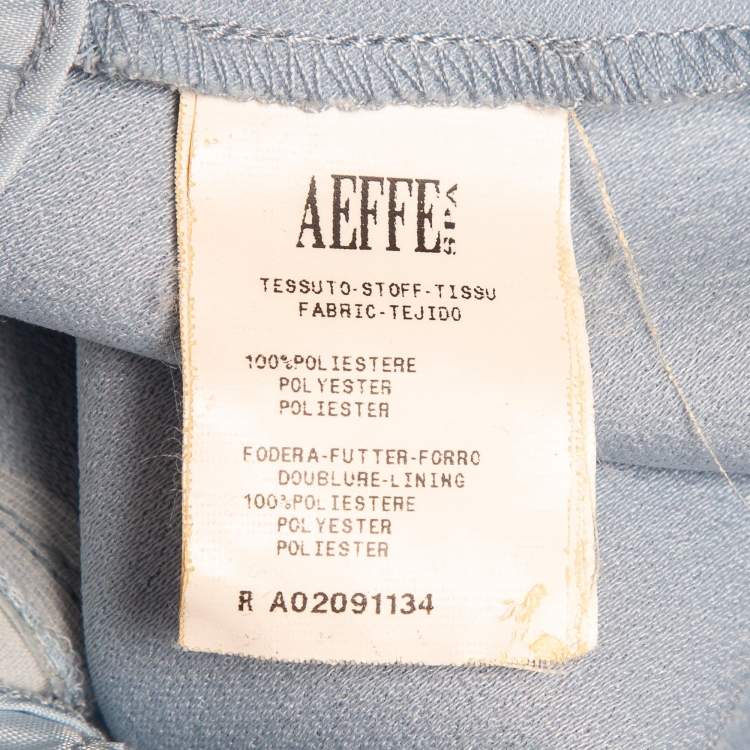 AEFFE SPA
TESSUTO-STOFF-TISSU
FABRIC-TEJIDO
100%POLIESTERE
POLYESTER
POLIESTER
FODERA-FUTTER-FORRO
DOUBLURE-LINING
100%POLIESTERE
POLYESTER
POLIESTER
R A02091134